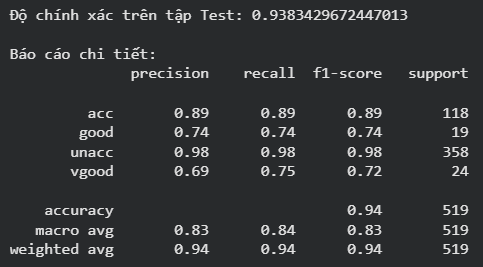 Độ chính xác trên tập Test: 0.9383429672447013
Báo cáo chi tiết:
precision recall f1-score support
acc 0.89 0.89 0.89 118
good 0.74 0.74 0.74 19
unacc 0.98 0.98 0.98 358
vgood 0.69 0.75 0.72 24
accuracy 0.94 519
macro avg 0.83 0.84 0.83 519
weighted avg 0.94 0.94 0.94 519